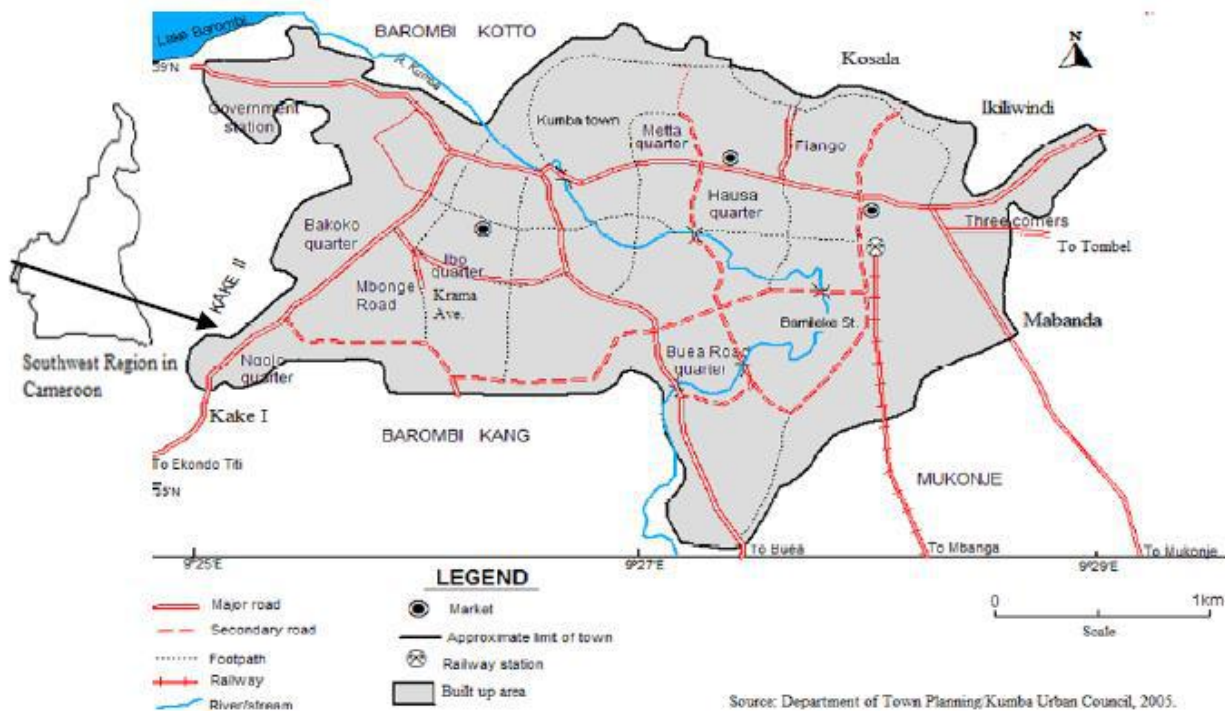 Lake Barombi
BAROMBI KOTTO
N
Kosala
39'N
R. Kumba
Ikiliwindi
Government
station
Kumba town
Metta
quarter
Fiango
Hausa
quarter
Bakoko
quarter
Three corners
To Tombel
KAKE II
Ibo
quarter
Mbonge
Road
Krama
Ave.
Bamileke St.
Mabanda
Southwest Region in
Cameroon
Buea Road
quarter
quarter
Kake I
BAROMBI KANG
To Ekondo Titi
35'N
MUKONJE
To Buea
To Mbanga
To Mukonje
9°25'E
9°27'E
9°29'E
LEGEND
Major road
Secondary road
Footpath
Railway
River/stream
Market
Approximate limit of town
Railway station
Built up area
0 1km
Scale
Source: Department of Town Planning/Kumba Urban Council, 2005.